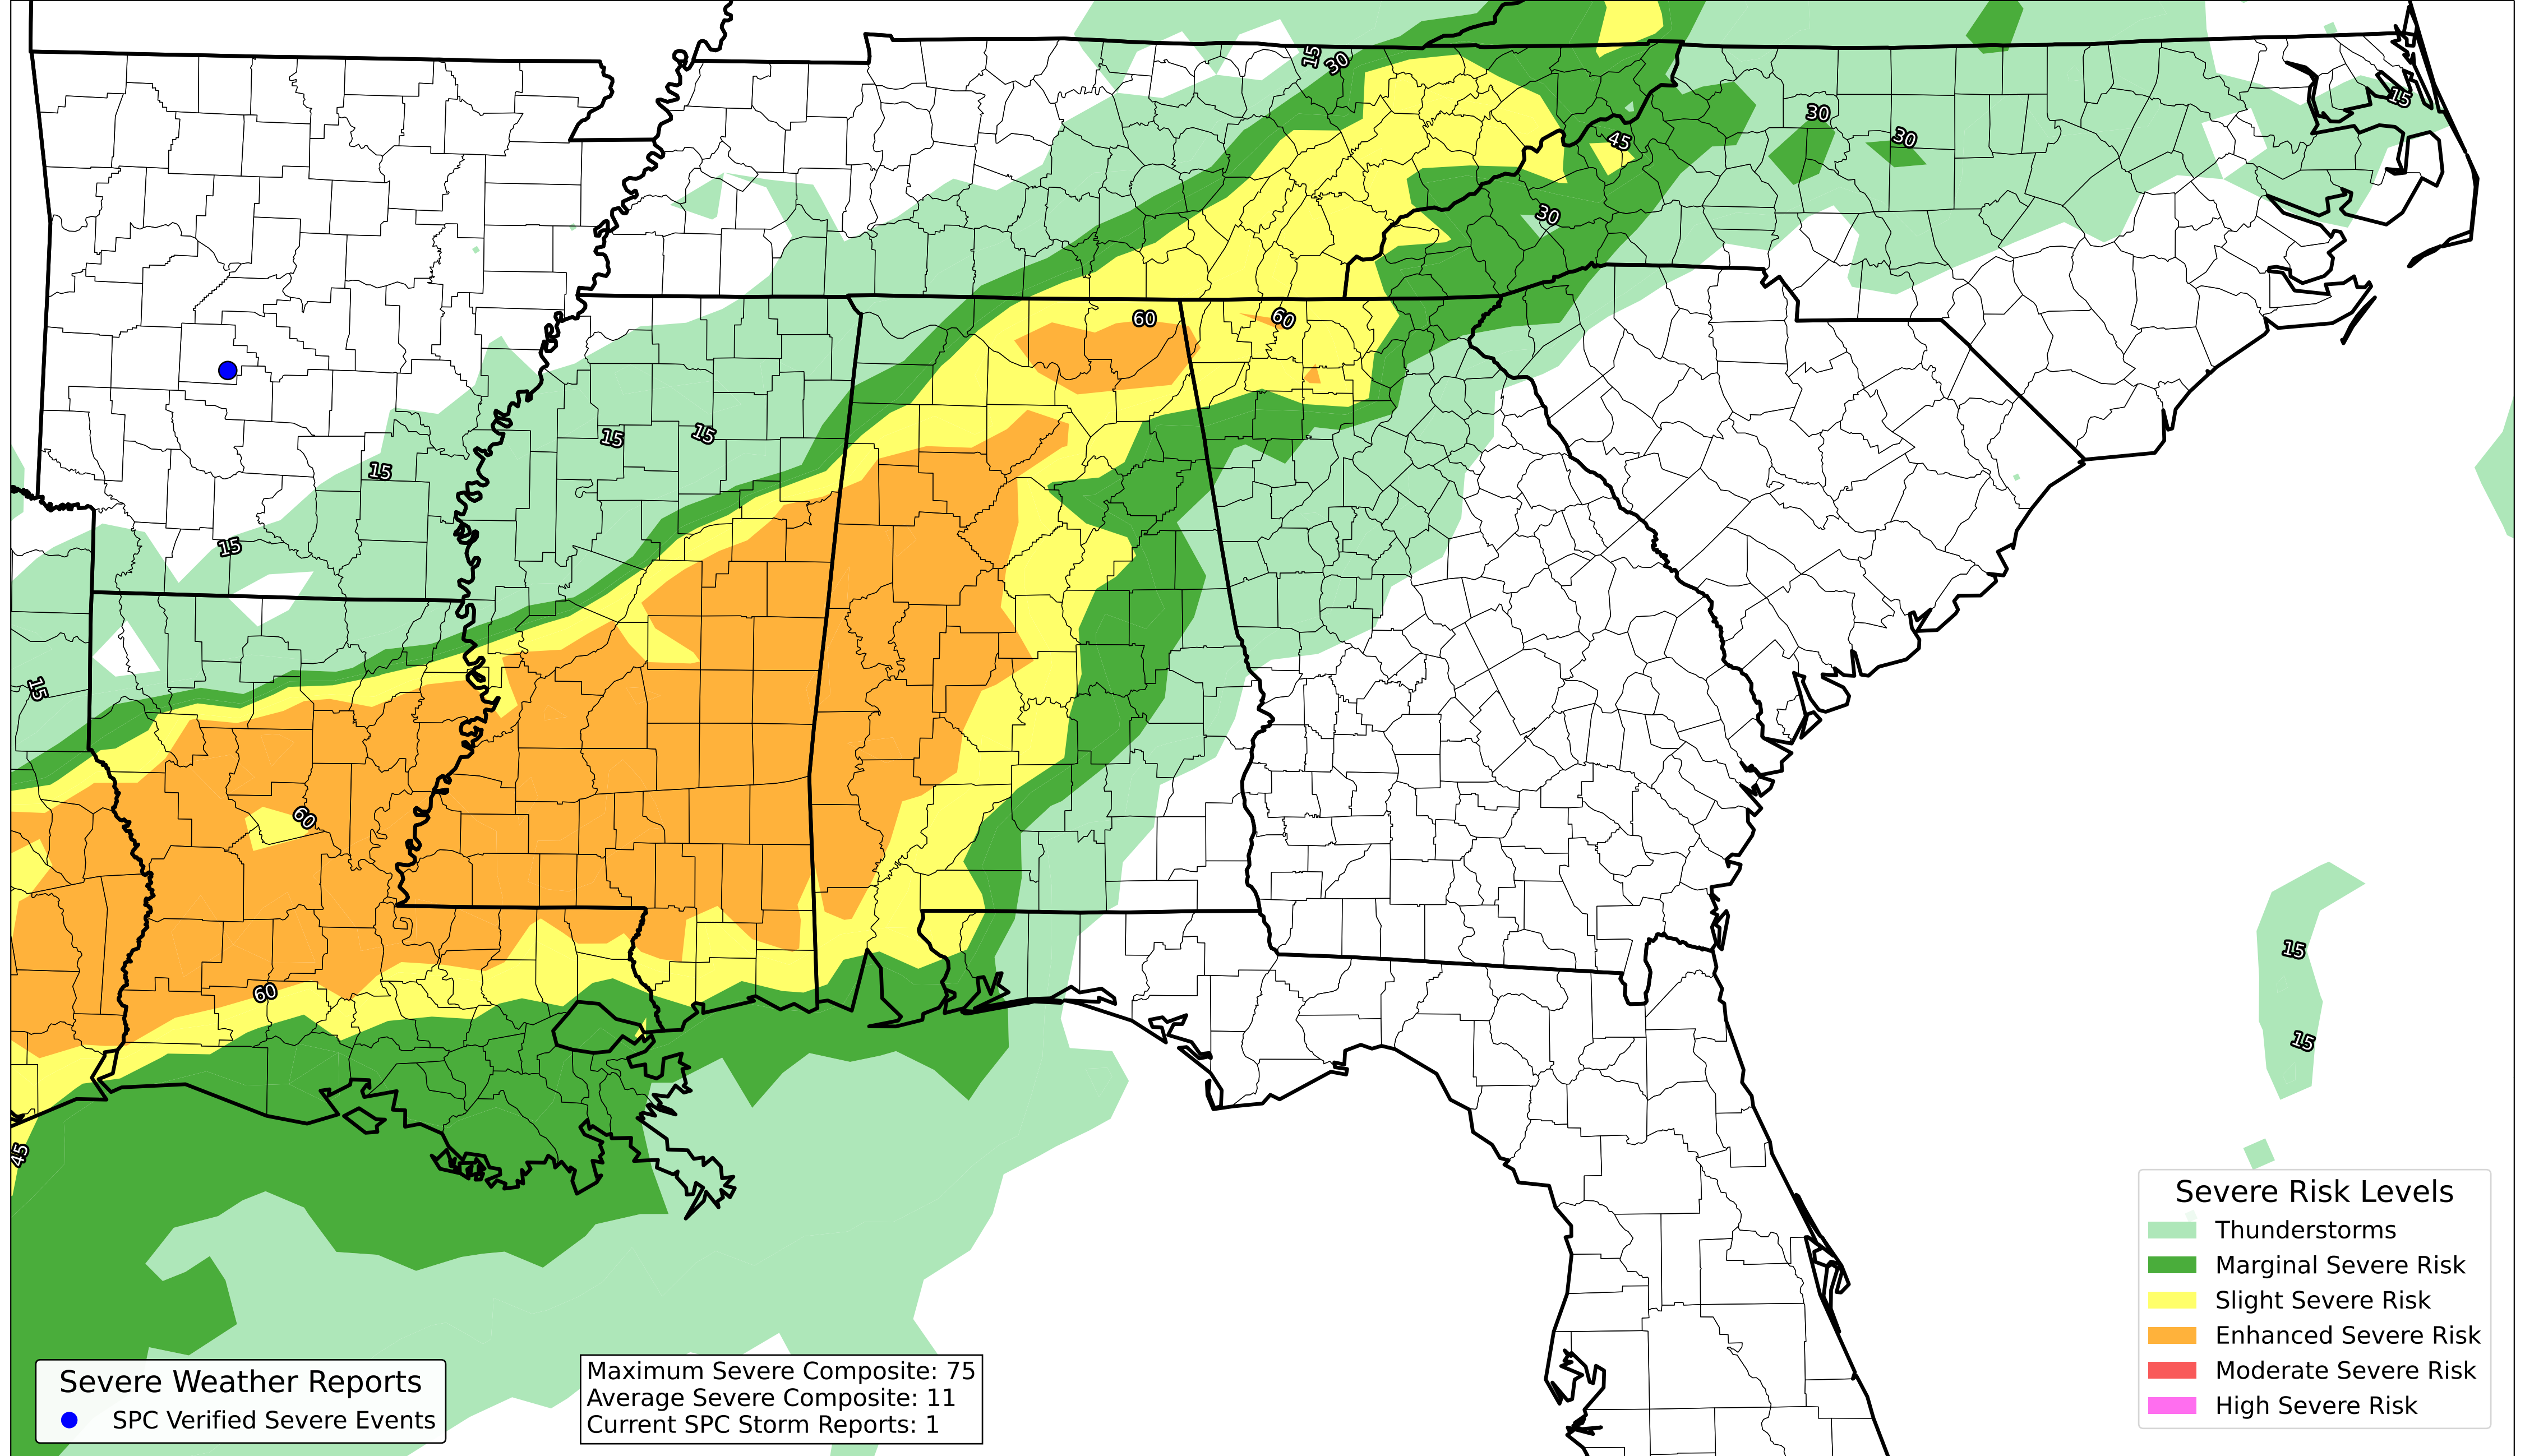 15
30
15
30
30
45
30
60
60
15
15
15
15
15
60
15
60
15
45
Severe Risk Levels
Thunderstorms
Marginal Severe Risk
Slight Severe Risk
Enhanced Severe Risk
Moderate Severe Risk
High Severe Risk
Severe Weather Reports
SPC Verified Severe Events
Maximum Severe Composite: 75
Average Severe Composite: 11
Current SPC Storm Reports: 1